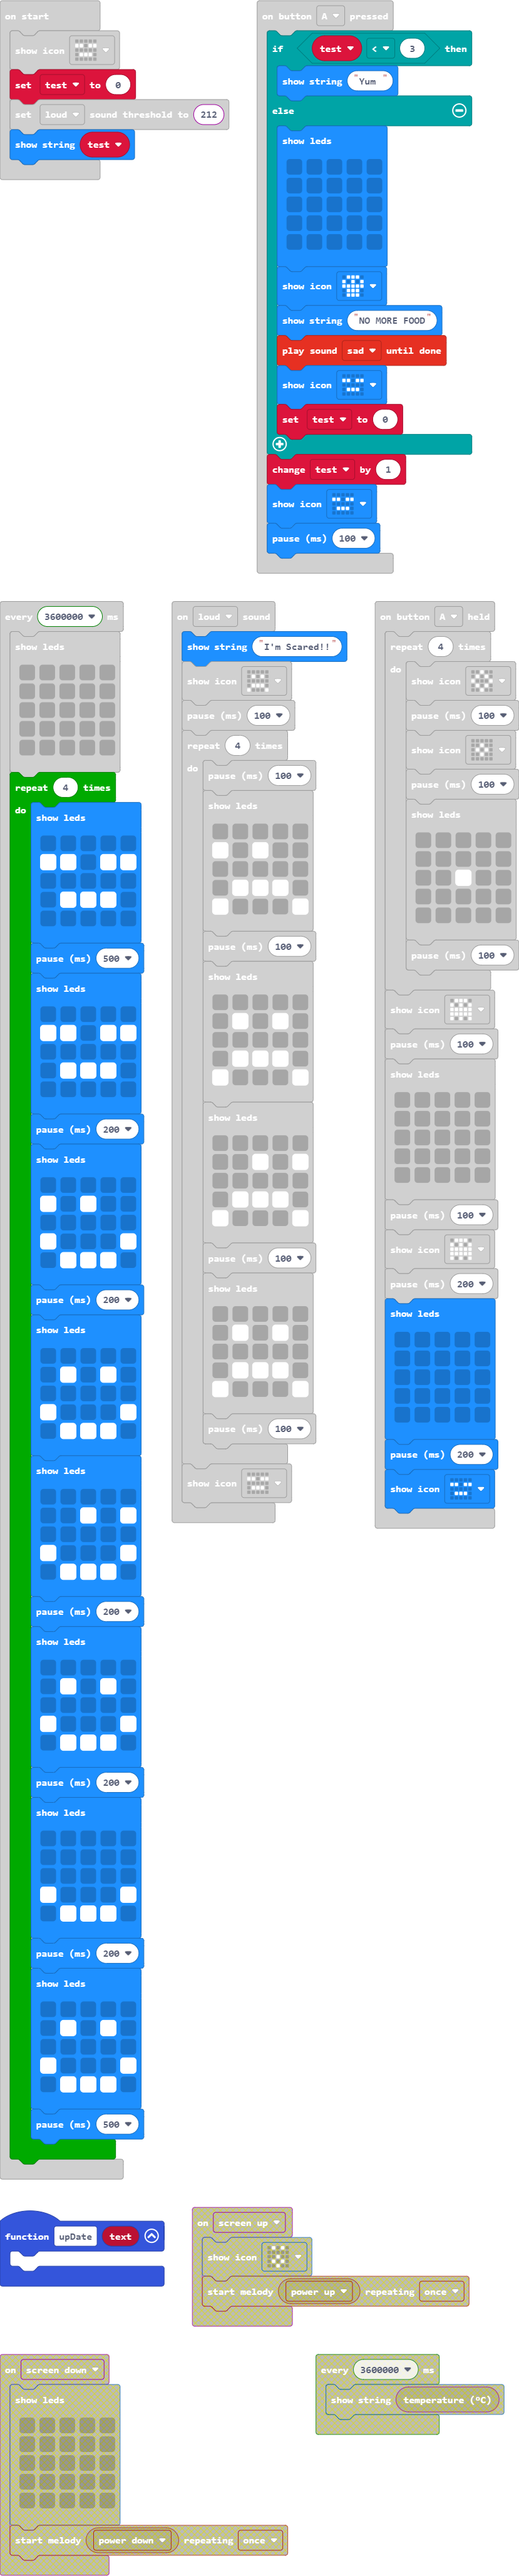 on start
show icon
set test to 0
set loud sound threshold to 212
show string test
on button A pressed
if test < 3 then
show string "Yum "
else
show leds
show icon
show string "NO MORE FOOD"
play sound sad until done
show icon
set test to 0
change test by 1
show icon
pause (ms) 100
every 3600000 ms
show leds
repeat 4 times
do
show leds
pause (ms) 500
show leds
pause (ms) 200
show leds
pause (ms) 200
show leds
show leds
pause (ms) 200
show leds
pause (ms) 200
show leds
pause (ms) 200
show leds
pause (ms) 500
on loud sound
show string "I'm Scared!!"
show icon
pause (ms) 100
repeat 4 times
do
pause (ms) 100
show leds
pause (ms) 100
show leds
show leds
pause (ms) 100
show leds
pause (ms) 100
show icon
on button A held
repeat 4 times
do
show icon
pause (ms) 100
show icon
pause (ms) 100
show leds
pause (ms) 100
show icon
pause (ms) 100
show leds
pause (ms) 100
show icon
pause (ms) 200
show leds
pause (ms) 200
show icon
function upDate text
on screen up
show icon
start melody power up repeating once
on screen down
show leds
start melody power down repeating once
every 3600000 ms
show string temperature (°C)